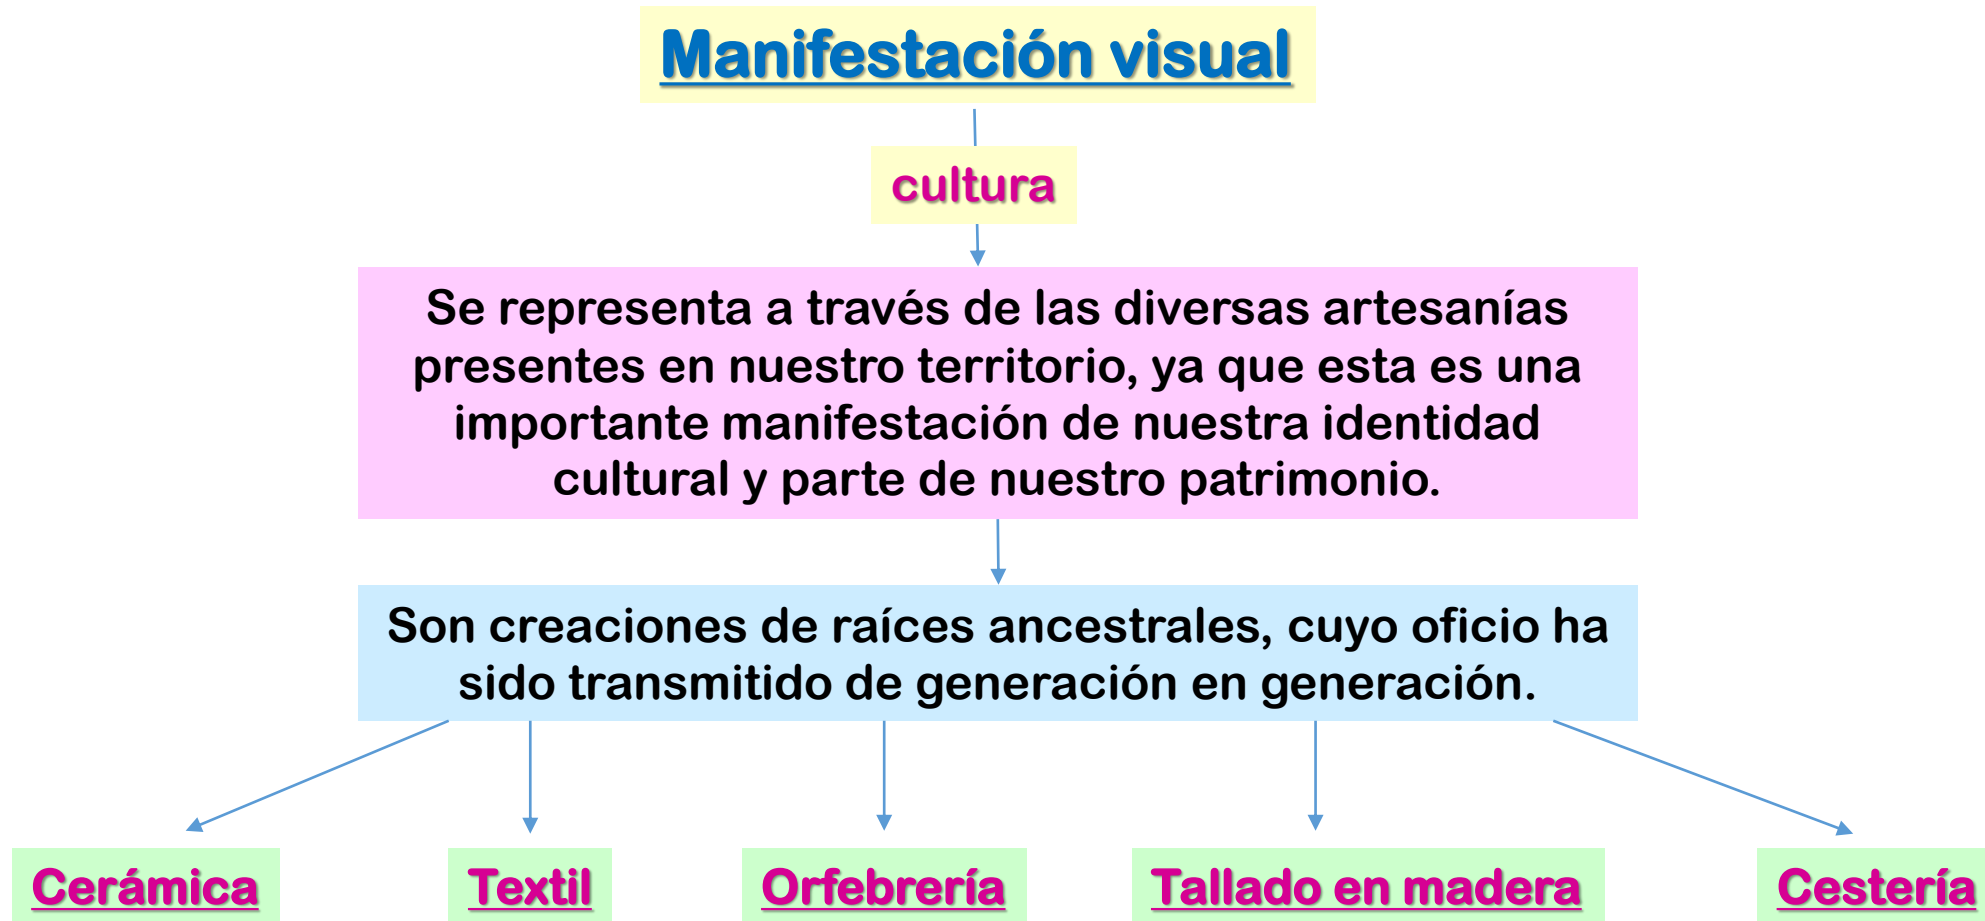 Manifestación visual
cultura
Se representa a través de las diversas artesanías
presentes en nuestro territorio, ya que esta es una
importante manifestación de nuestra identidad
cultural y parte de nuestro patrimonio.
Son creaciones de raíces ancestrales, cuyo oficio ha
sido transmitido de generación en generación.
Cerámica
Textil
Orfebrería
Tallado en madera
Cestería